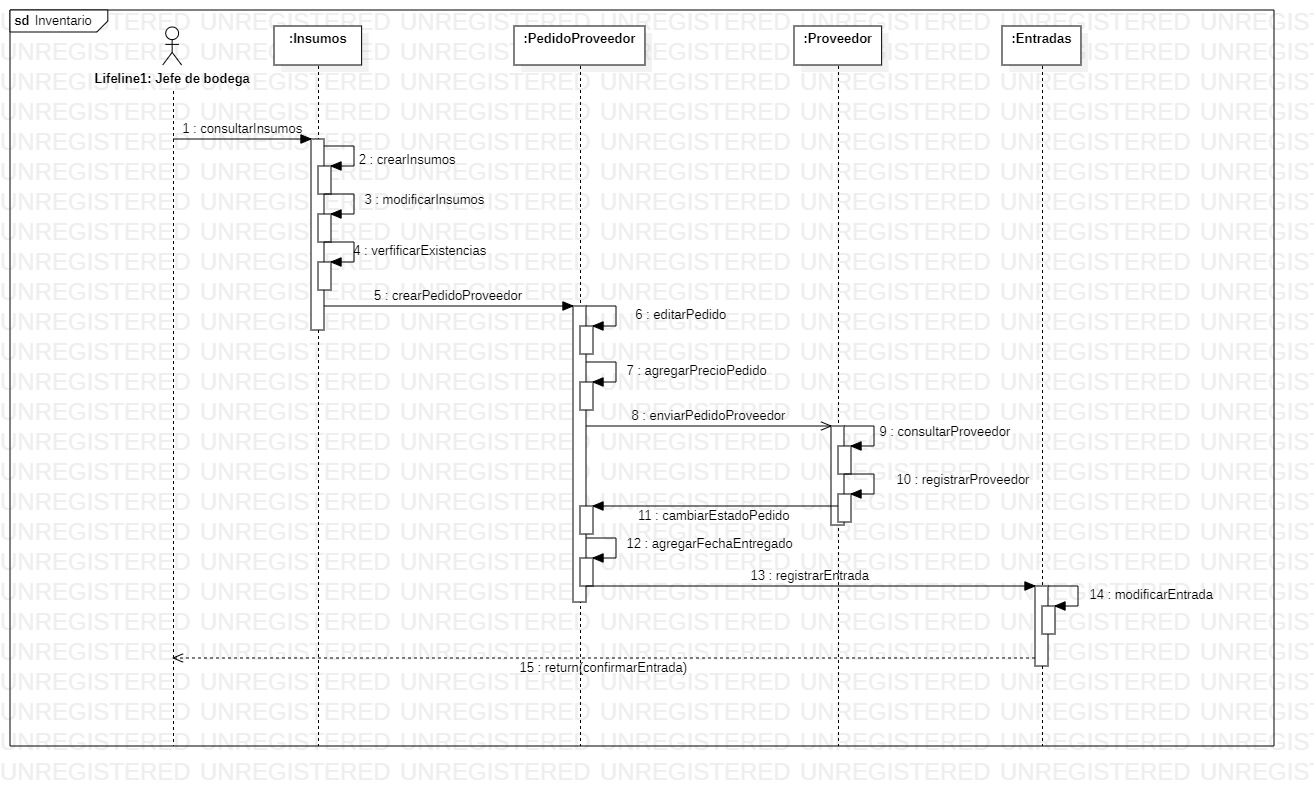 sd Inventario
:Insumos
:PedidoProveedor
:Proveedor
:Entradas
Lifeline1: Jefe de bodega
1 : consultarInsumos
2 : crearInsumos
3 : modificarInsumos
4 : verfificarExistencias
5 : crearPedidoProveedor
6 : editarPedido
7 : agregarPrecioPedido
8 : enviarPedidoProveedor
9 : consultarProveedor
10 : registrarProveedor
11 : cambiarEstadoPedido
12 : agregarFechaEntregado
13 : registrarEntrada
14 : modificarEntrada
15 : return(confirmarEntrada)
UNREGISTERED UNREGISTERED UNREGISTERED UNREGISTERED UNREGISTERED UNREGISTERED UNREGIS